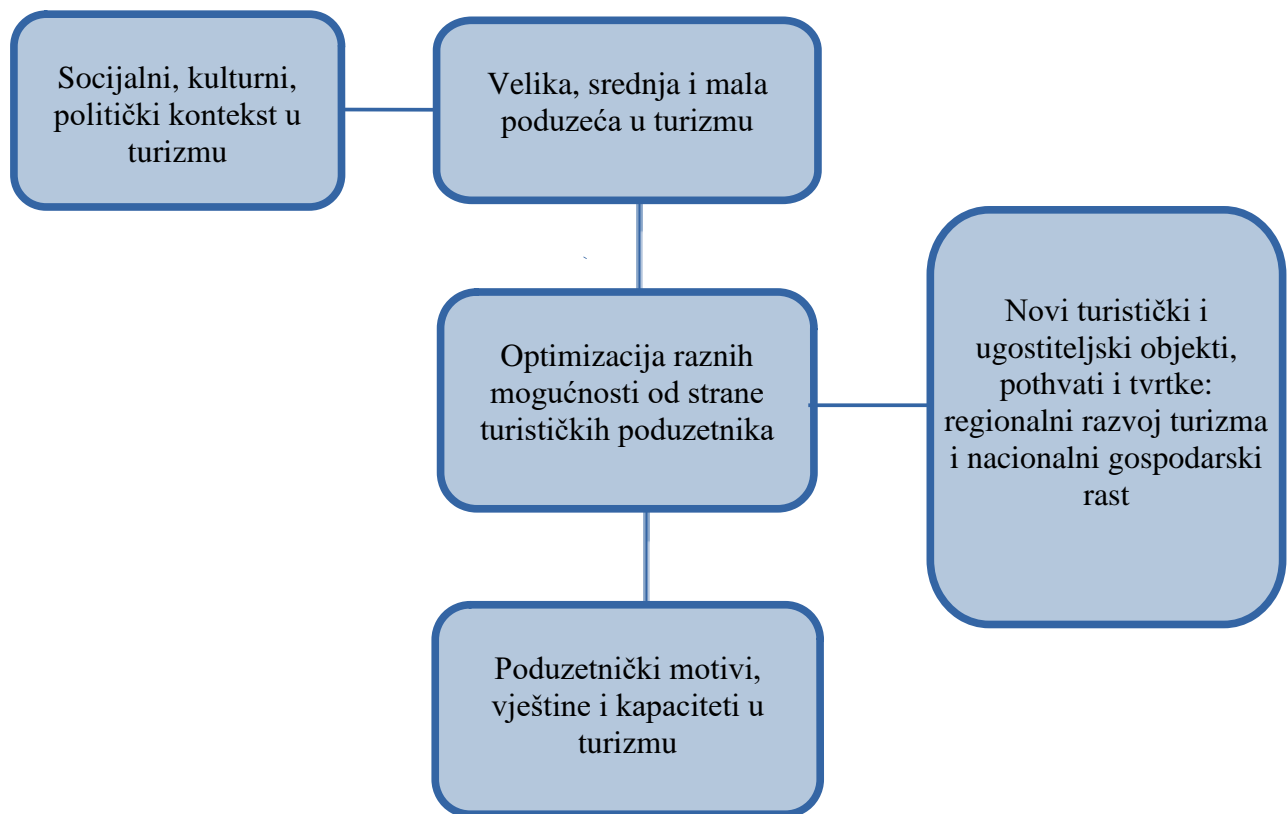 Socijalni, kulturni,
politički kontekst u
turizmu
Velika, srednja i mala
poduzeća u turizmu
Optimizacija raznih
mogućnosti od strane
turističkih poduzetnika
Novi turistički i
ugostiteljski objekti,
pothvati i tvrtke:
regionalni razvoj turizma
i nacionalni gospodarski
rast
Poduzetnički motivi,
vještine i kapaciteti u
turizmu